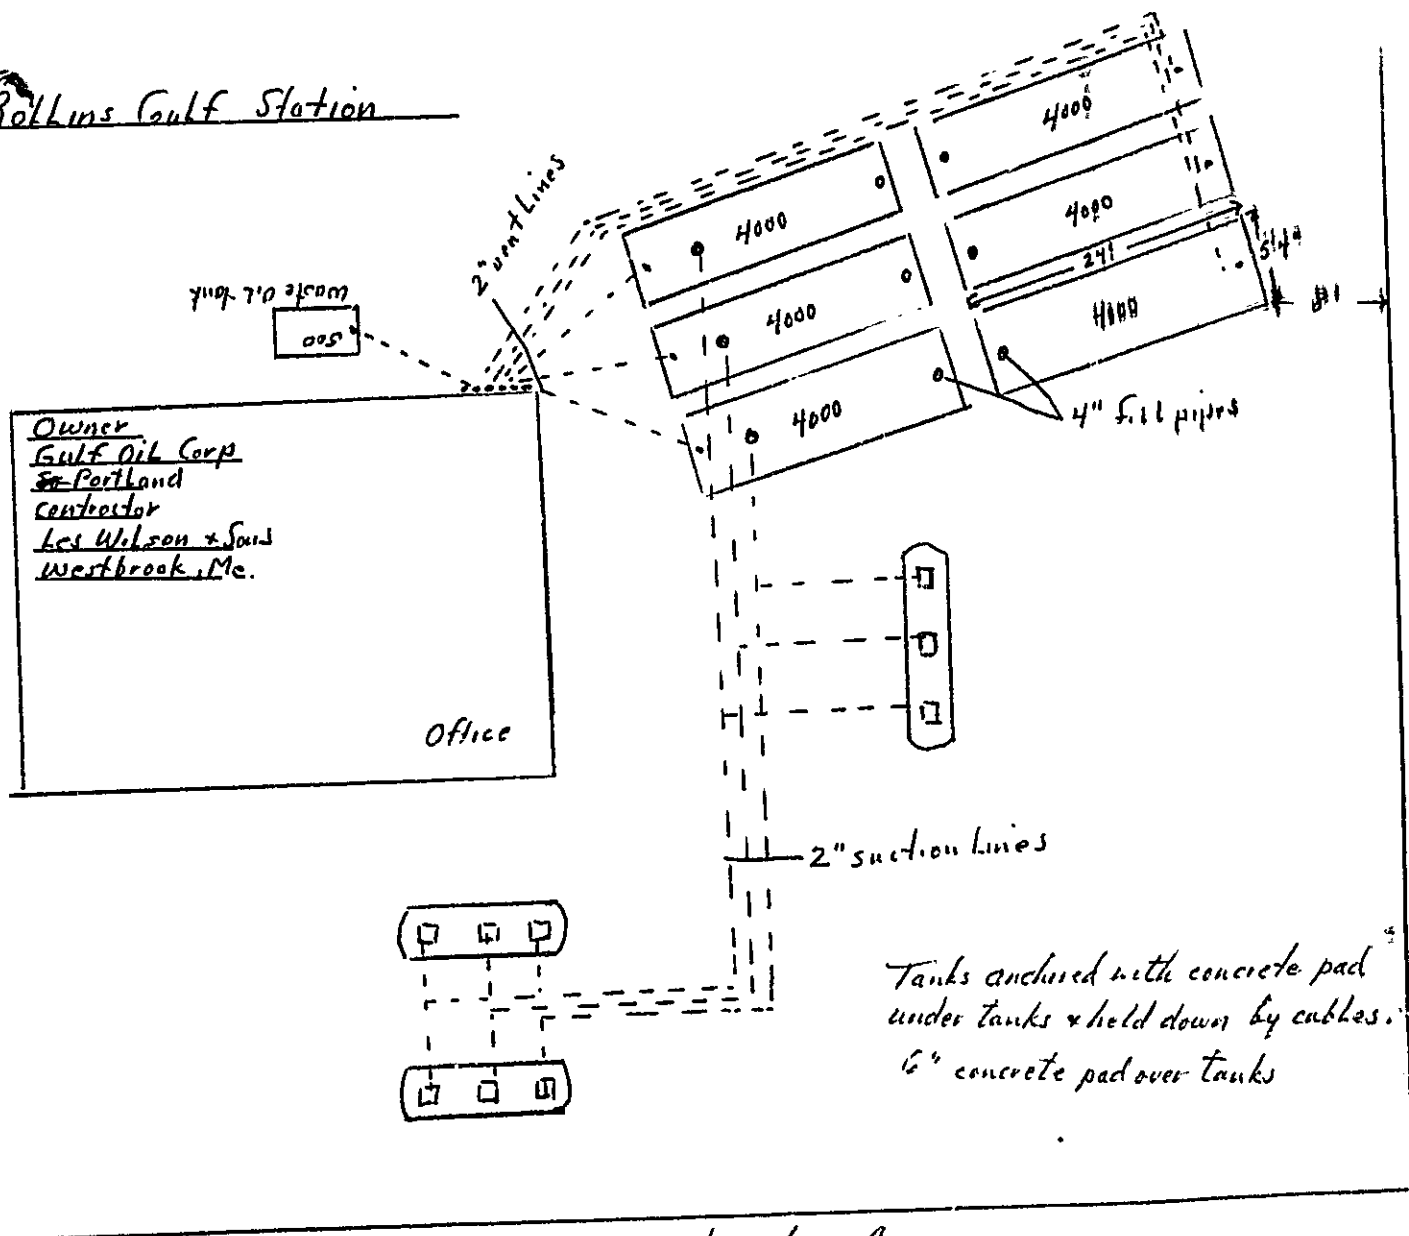 Rollins Gulf Station
2" vent Lines
Waste Oil tank
500
4000
4000
4000
4000
4000
4000
24'
5'4"
4" fill pipes
Owner
Gulf Oil Corp
So Portland
contractor
Les Wilson & Sons
Westbrook, Me.
Office
2" suction Lines
Tanks anchored with concrete pad
under tanks & held down by cables.
6" concrete pad over tanks